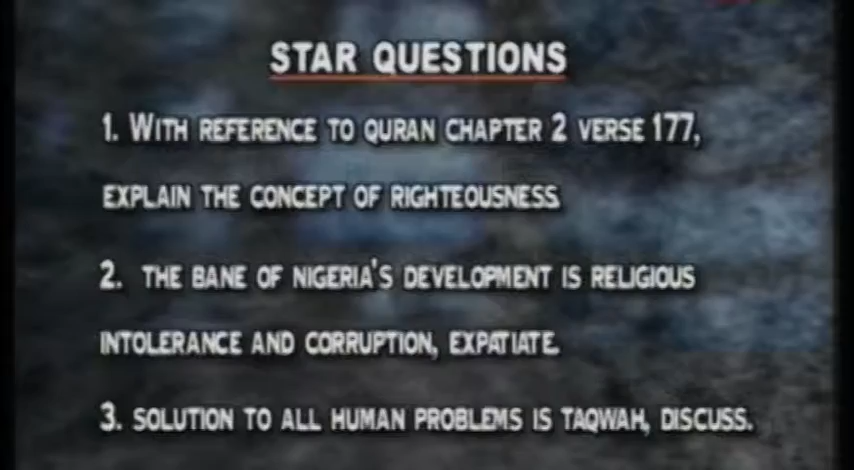 STAR QUESTIONS
1. WITH REFERENCE TO QURAN CHAPTER 2 VERSE 177,
EXPLAIN THE CONCEPT OF RIGHTEOUSNESS.
2. THE BANE OF NIGERIA'S DEVELOPMENT IS RELIGIOUS
INTOLERANCE AND CORRUPTION, EXPATIATE.
3. SOLUTION TO ALL HUMAN PROBLEMS IS TAQWAH, DISCUSS.